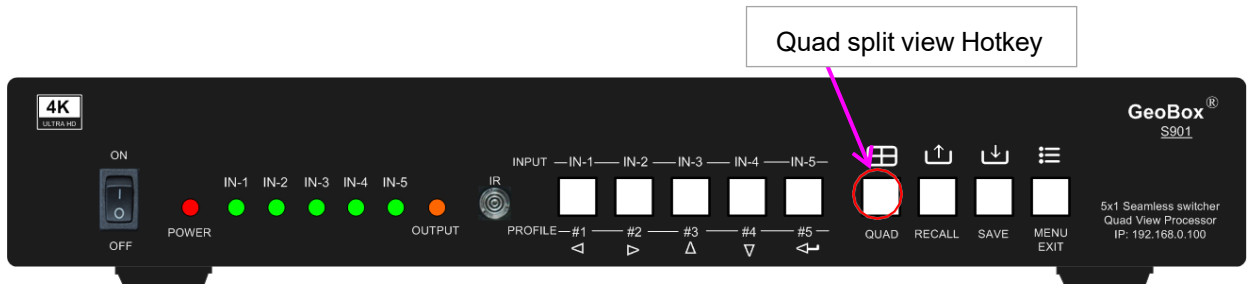 Quad split view Hotkey
4K
ULTRA HD
GeoBox®
S901
ON
OFF
POWER
IN-1 IN-2 IN-3 IN-4 IN-5
OUTPUT
IR
INPUT IN-1 IN-2 IN-3 IN-4 IN-5
PROFILE #1 #2 #3 #4 #5
QUAD RECALL SAVE MENU
EXIT
5x1 Seamless switcher
Quad View Processor
IP: 192.168.0.100